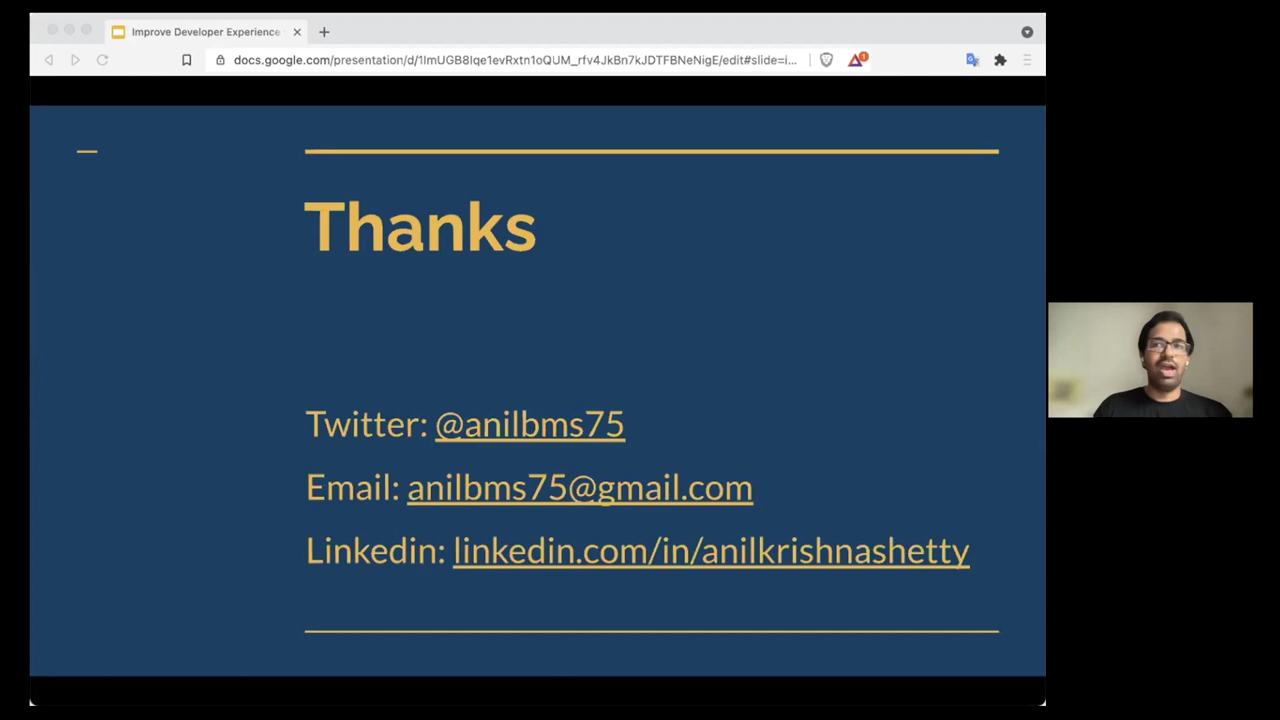 Improve Developer Experience
docs.google.com/presentation/d/1ImUGB8Iqe1evRxtn1oQUM_rfv4JkBn7kJDTFBNeNigE/edit#slide=i...
1
Thanks
Twitter: @anilbms75
Email: anilbms75@gmail.com
Linkedin: linkedin.com/in/anilkrishnashetty